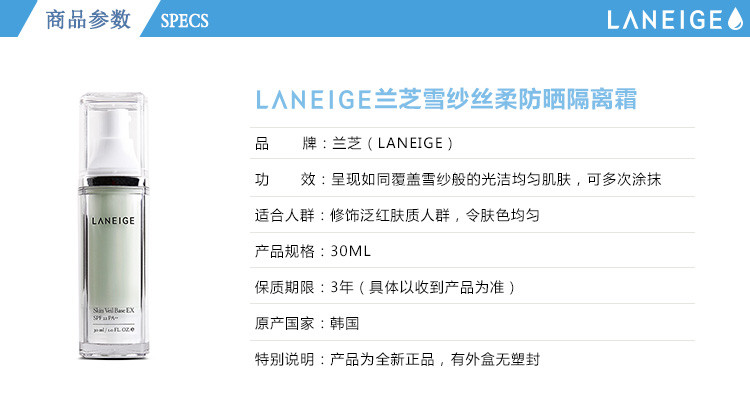 商品参数 SPECS LANEIGE
LANEIGE兰芝雪纱丝柔防晒隔离霜
品 牌：兰芝（LANEIGE）
功 效：呈现如同覆盖雪纱般的光洁均匀肌肤，可多次涂抹
适合人群：修饰泛红肤质人群，令肤色均匀
产品规格：30ML
保质期限：3年（具体以收到产品为准）
原产国家：韩国
特别说明：产品为全新正品，有外盒无塑封
LANEIGE
Skin Veil Base EX
SPF 22 PA++
30 ml / 1.0 FL. OZ.e